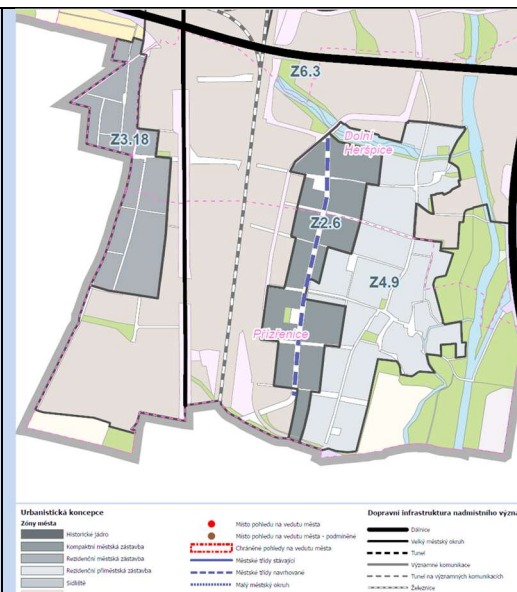 Z6.3
Dolní
Heršpice
Z3.18
Z2.6
Z4.9
Přízřenice
Urbanistická koncepce
Zóny města
Historické jádro
Kompaktní městská zástavba
Rezidenční městská zástavba
Rezidenční příměstská zástavba
Sídliště
Místo pohledu na vedutu města
Místo pohledu na vedutu města - podmíněné
Chráněné pohledy na vedutu města
Městské třídy stávající
Městské třídy navrhované
Malý městský okruh
Dopravní infrastruktura nadmístního význa
Dálnice
Velký městský okruh
Tunel
Významné komunikace
Tunel na významných komunikacích
Železnice